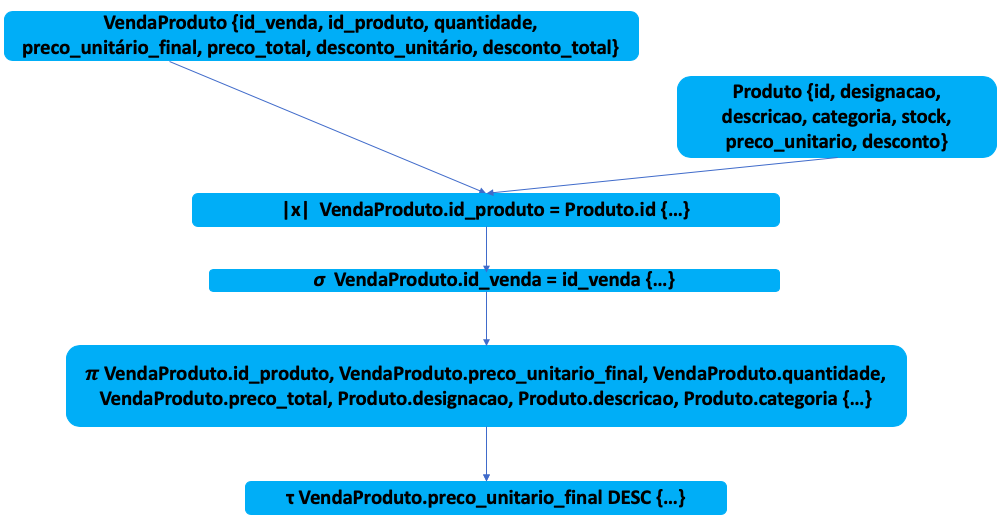 VendaProduto {id_venda, id_produto, quantidade,
preco_unitário_final, preco_total, desconto_unitário, desconto_total}
Produto {id, designacao,
descricao, categoria, stock,
preco_unitario, desconto}
|x| VendaProduto.id_produto = Produto.id {...}
σ VendaProduto.id_venda = id_venda {...}
π VendaProduto.id_produto, VendaProduto.preco_unitario_final, VendaProduto.quantidade,
VendaProduto.preco_total, Produto.designacao, Produto.descricao, Produto.categoria {...}
τ VendaProduto.preco_unitario_final DESC {...}